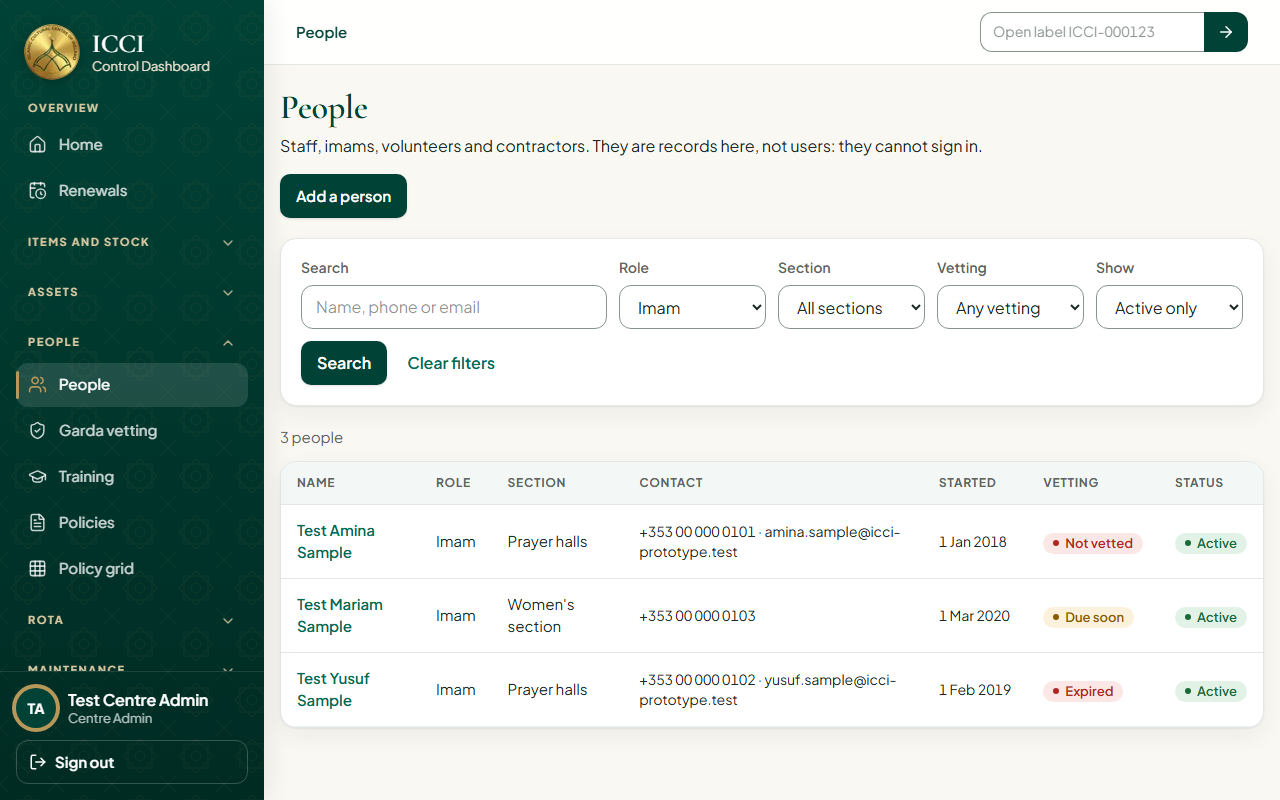 ICCI
Control Dashboard
OVERVIEW
Home
Renewals
ITEMS AND STOCK
ASSETS
PEOPLE
People
Garda vetting
Training
Policies
Policy grid
ROTA
MAINTENANCE
TA
Test Centre Admin
Centre Admin
Sign out
People
Open label ICCI-000123
People
Staff, imams, volunteers and contractors. They are records here, not users: they cannot sign in.
Add a person
Search Role Section Vetting Show
Name, phone or email Imam All sections Any vetting Active only
Search Clear filters
3 people
NAME ROLE SECTION CONTACT STARTED VETTING STATUS
Test Amina
Sample
Imam
Prayer halls
+353 00 000 0101 · amina.sample@icci-
prototype.test
1 Jan 2018
Not vetted
Active
Test Mariam
Sample
Imam
Women's
section
+353 00 000 0103
1 Mar 2020
Due soon
Active
Test Yusuf
Sample
Imam
Prayer halls
+353 00 000 0102 · yusuf.sample@icci-
prototype.test
1 Feb 2019
Expired
Active